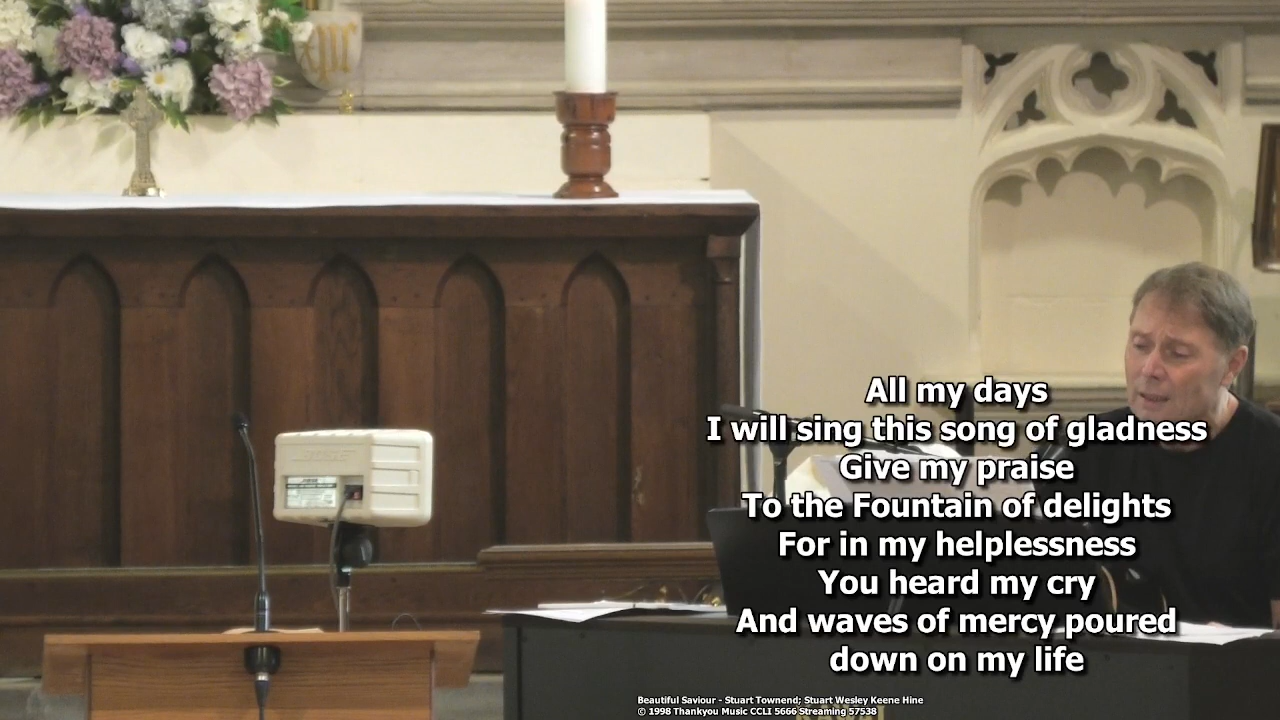 All my days
I will sing this song of gladness
Give my praise
To the Fountain of delights
For in my helplessness
You heard my cry
And waves of mercy poured
down on my life
Beautiful Saviour - Stuart Townend; Stuart Wesley Keene Hine
© 1998 Thankyou Music CCLI 5666 Streaming 57538